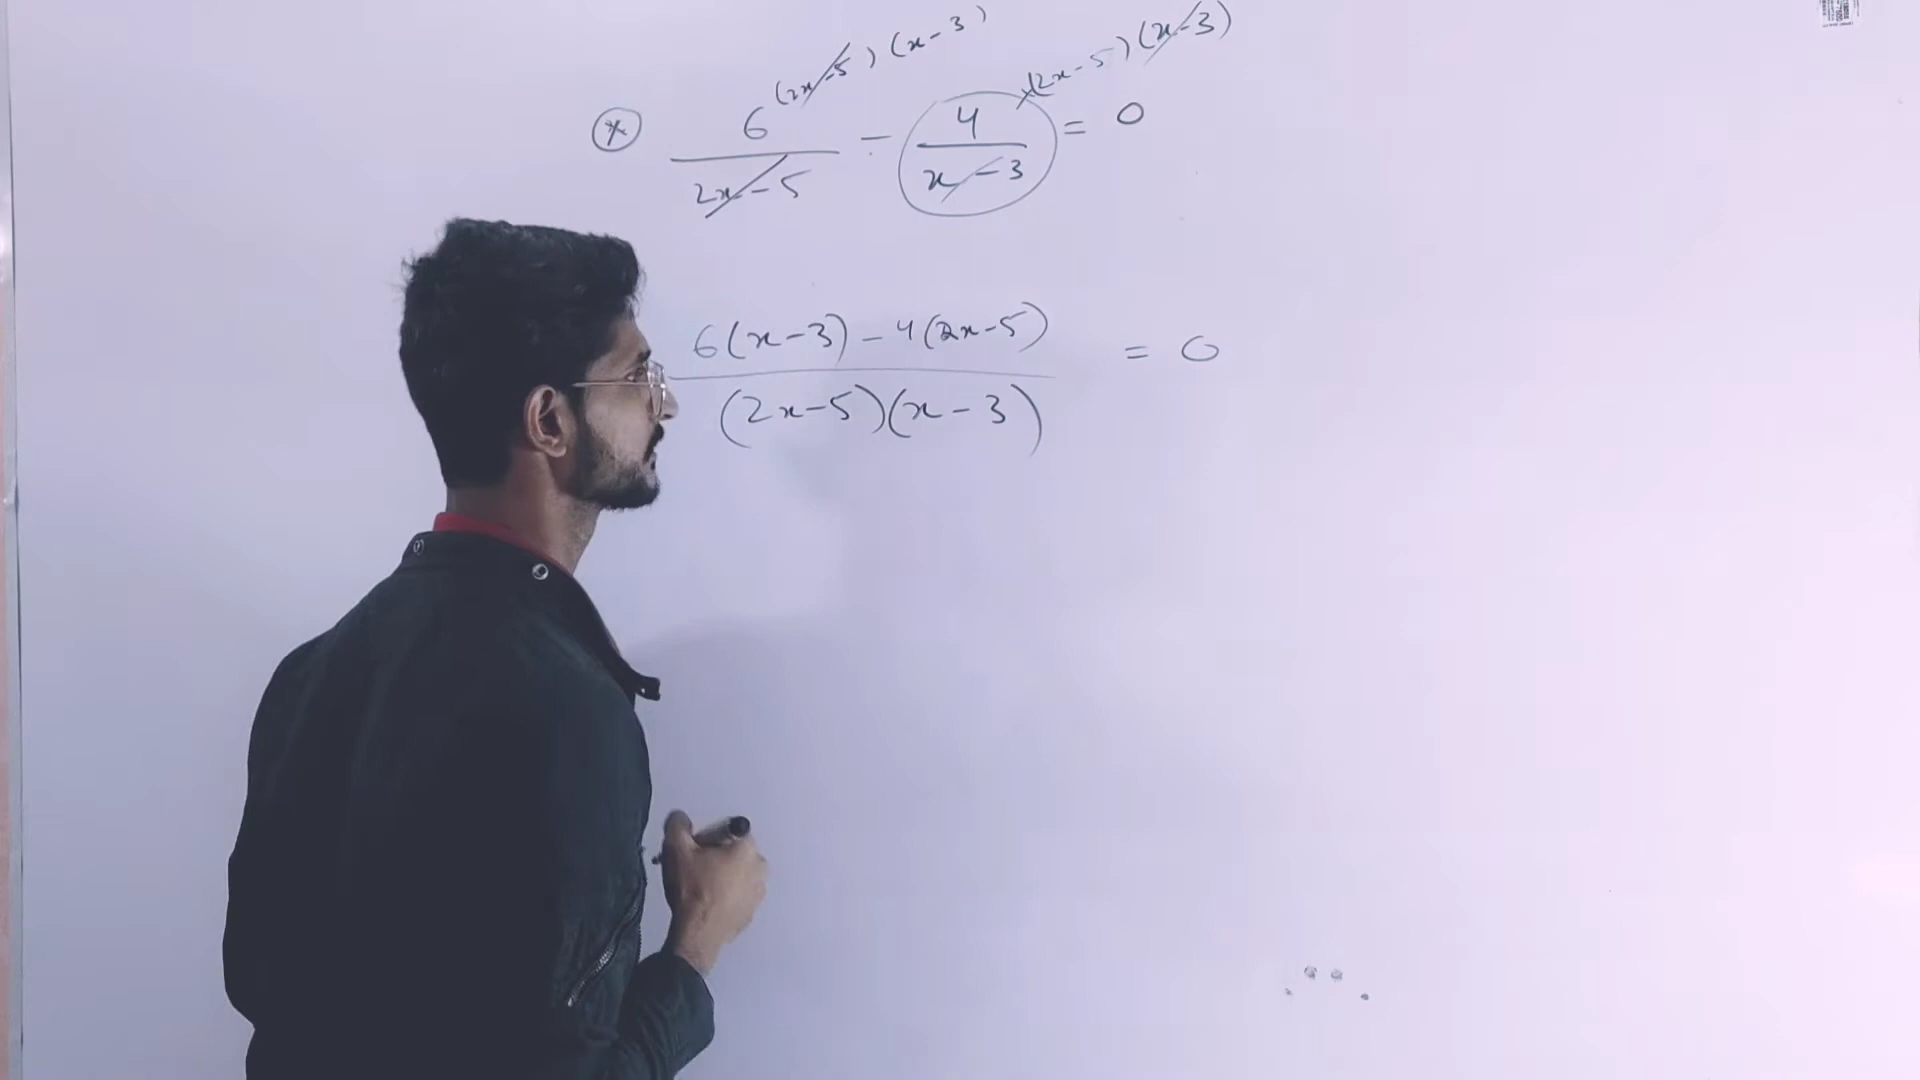 (2x-5)(x-3) (2x-5)(x-3)
* 6/2x-5 - 4/x-3 = 0
6(x-3)-4(2x-5)/(2x-5)(x-3) = 0